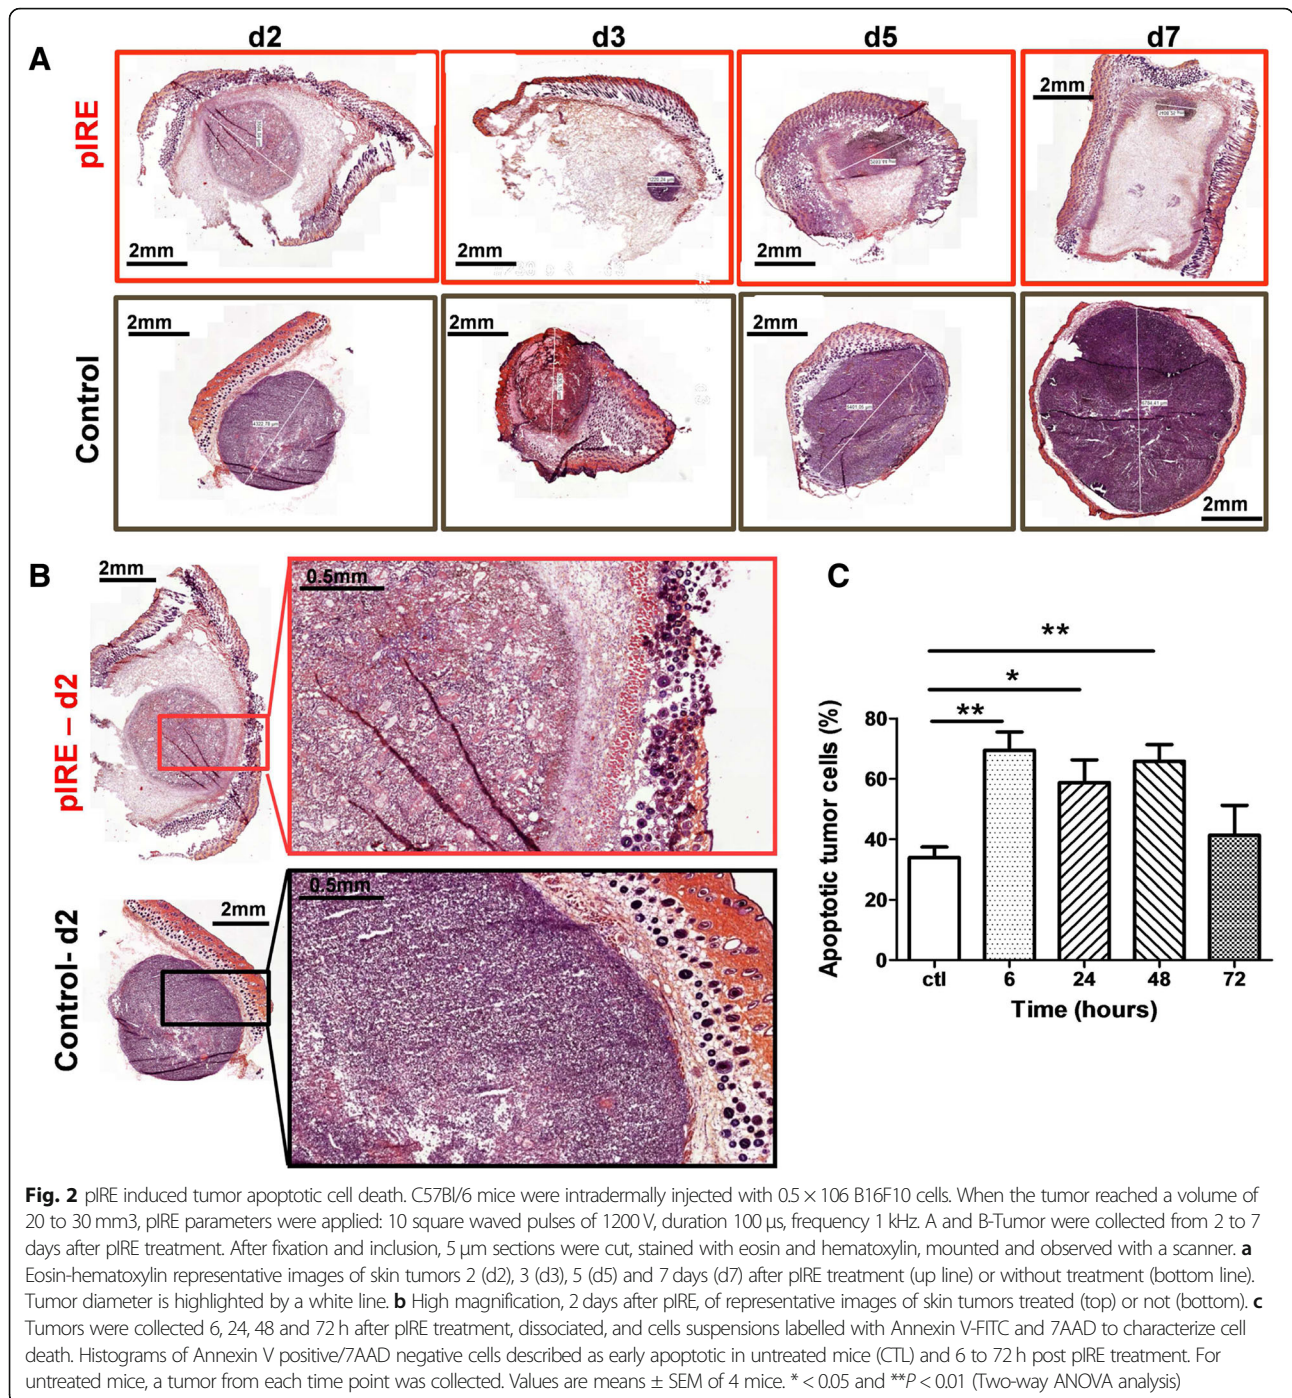 d2
d3
d5
d7
A
pIRE
2mm
2mm
2mm
2mm
1220,24 µm
Control
2mm
2mm
2mm
2mm
4322,78 µm
B
pIRE – d2
2mm
0.5mm
Control- d2
2mm
0.5mm
C
Apoptotic tumor cells (%)
80
60
40
20
0
**
*
**
ctl
6
24
48
72
Time (hours)
Fig. 2 pIRE induced tumor apoptotic cell death. C57Bl/6 mice were intradermally injected with 0.5 × 106 B16F10 cells. When the tumor reached a volume of
20 to 30 mm3, pIRE parameters were applied: 10 square waved pulses of 1200 V, duration 100 µs, frequency 1 kHz. A and B-Tumor were collected from 2 to 7
days after pIRE treatment. After fixation and inclusion, 5 µm sections were cut, stained with eosin and hematoxylin, mounted and observed with a scanner. a
Eosin-hematoxylin representative images of skin tumors 2 (d2), 3 (d3), 5 (d5) and 7 days (d7) after pIRE treatment (up line) or without treatment (bottom line).
Tumor diameter is highlighted by a white line. b High magnification, 2 days after pIRE, of representative images of skin tumors treated (top) or not (bottom). c
Tumors were collected 6, 24, 48 and 72 h after pIRE treatment, dissociated, and cells suspensions labelled with Annexin V-FITC and 7AAD to characterize cell
death. Histograms of Annexin V positive/7AAD negative cells described as early apoptotic in untreated mice (CTL) and 6 to 72 h post pIRE treatment. For
untreated mice, a tumor from each time point was collected. Values are means ± SEM of 4 mice. * < 0.05 and **P < 0.01 (Two-way ANOVA analysis)